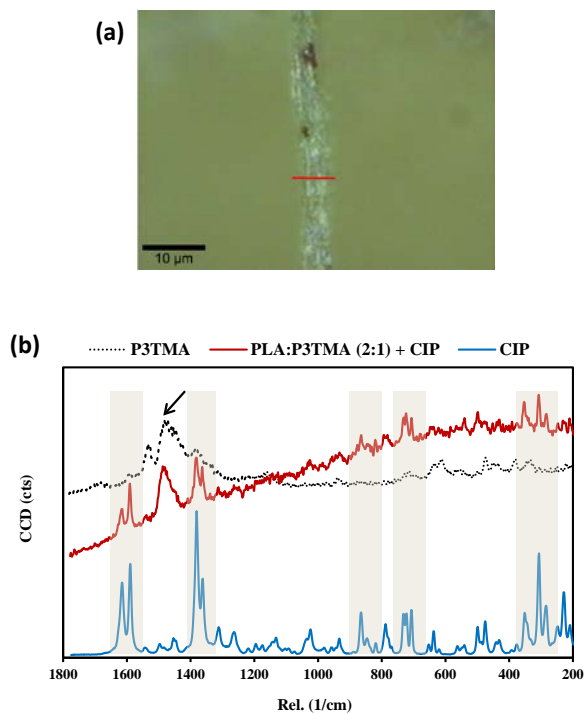 (a)
10 µm
(b)
P3TMA PLA:P3TMA (2:1) + CIP CIP
CCD (cts)
1800 1600 1400 1200 1000 800 600 400 200
Rel. (1/cm)